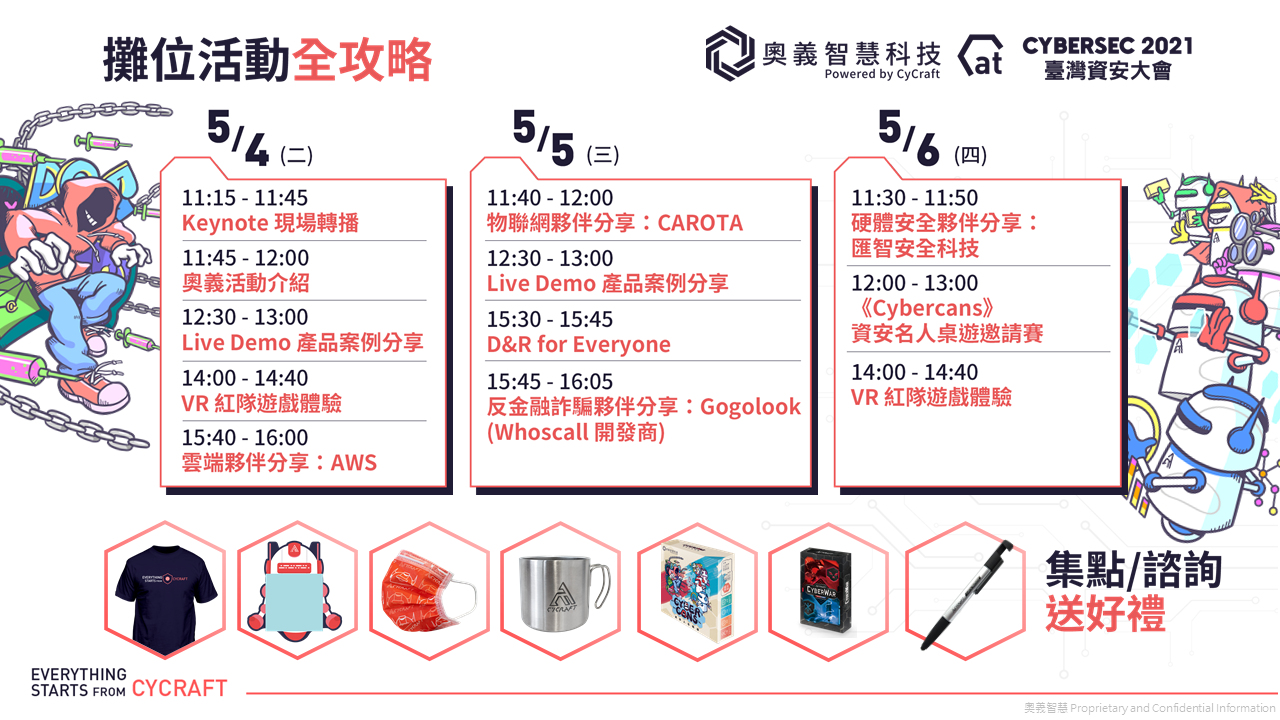 攤位活動全攻略
奧義智慧科技
Powered by CyCraft
at
CYBERSEC 2021
臺灣資安大會
5/4 (二)
11:15 - 11:45
Keynote 現場轉播
11:45 - 12:00
奧義活動介紹
12:30 - 13:00
Live Demo 產品案例分享
14:00 - 14:40
VR 紅隊遊戲體驗
15:40 - 16:00
雲端夥伴分享：AWS
5/5 (三)
11:40 - 12:00
物聯網夥伴分享：CAROTA
12:30 - 13:00
Live Demo 產品案例分享
15:30 - 15:45
D&R for Everyone
15:45 - 16:05
反金融詐騙夥伴分享：Gogolook
(Whoscall 開發商)
5/6 (四)
11:30 - 11:50
硬體安全夥伴分享：
匯智安全科技
12:00 - 13:00
《Cybercans》
資安名人桌遊邀請賽
14:00 - 14:40
VR 紅隊遊戲體驗
EVERYTHING
STARTS FROM CYCRAFT
CYCRAFT
CYBER
CANS
CYBERWAR
集點/諮詢
送好禮
EVERYTHING
STARTS FROM CYCRAFT
奧義智慧 Proprietary and Confidential Information